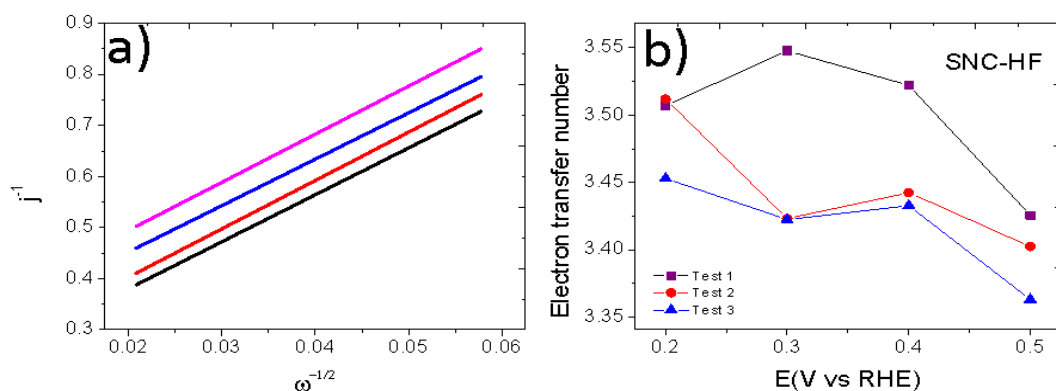 a)
0.9
0.8
0.7
0.6
0.5
0.4
0.3
j⁻¹
0.02 0.03 0.04 0.05 0.06
ω⁻¹/²
b)
SNC-HF
3.55
3.50
3.45
3.40
3.35
Electron transfer number
Test 1
Test 2
Test 3
0.2 0.3 0.4 0.5
E(V vs RHE)